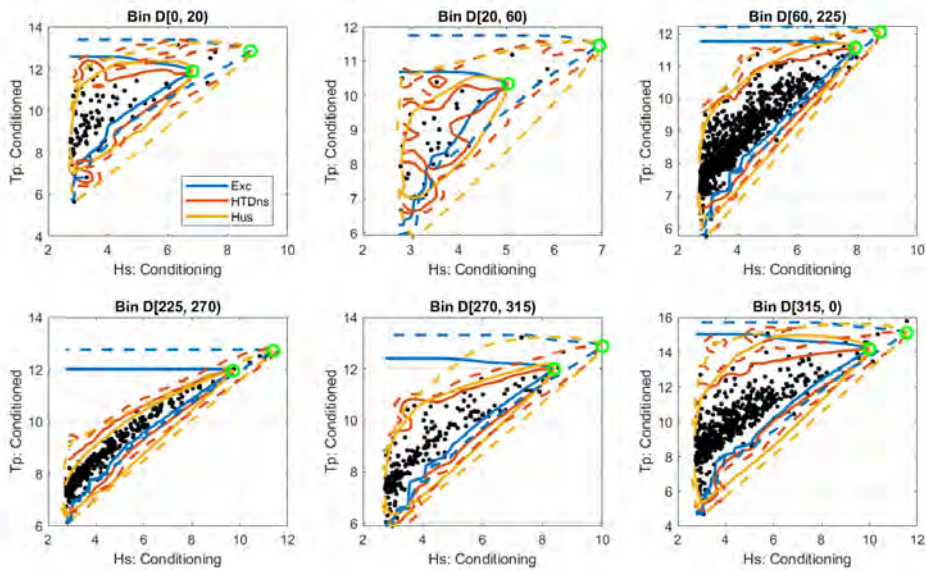 Bin D[0, 20)
Tp: Conditioned
14
12
10
8
6
4
2 4 6 8 10
Hs: Conditioning
Exc
HTDns
Hus
Bin D[20, 60)
Tp: Conditioned
12
11
10
9
8
7
6
2 3 4 5 6 7
Hs: Conditioning
Bin D[60, 225)
Tp: Conditioned
12
11
10
9
8
7
6
2 4 6 8 10
Hs: Conditioning
Bin D[225, 270)
Tp: Conditioned
14
12
10
8
6
2 4 6 8 10 12
Hs: Conditioning
Bin D[270, 315)
Tp: Conditioned
14
12
10
8
6
2 4 6 8 10
Hs: Conditioning
Bin D[315, 0)
Tp: Conditioned
16
14
12
10
8
6
4
2 4 6 8 10 12
Hs: Conditioning